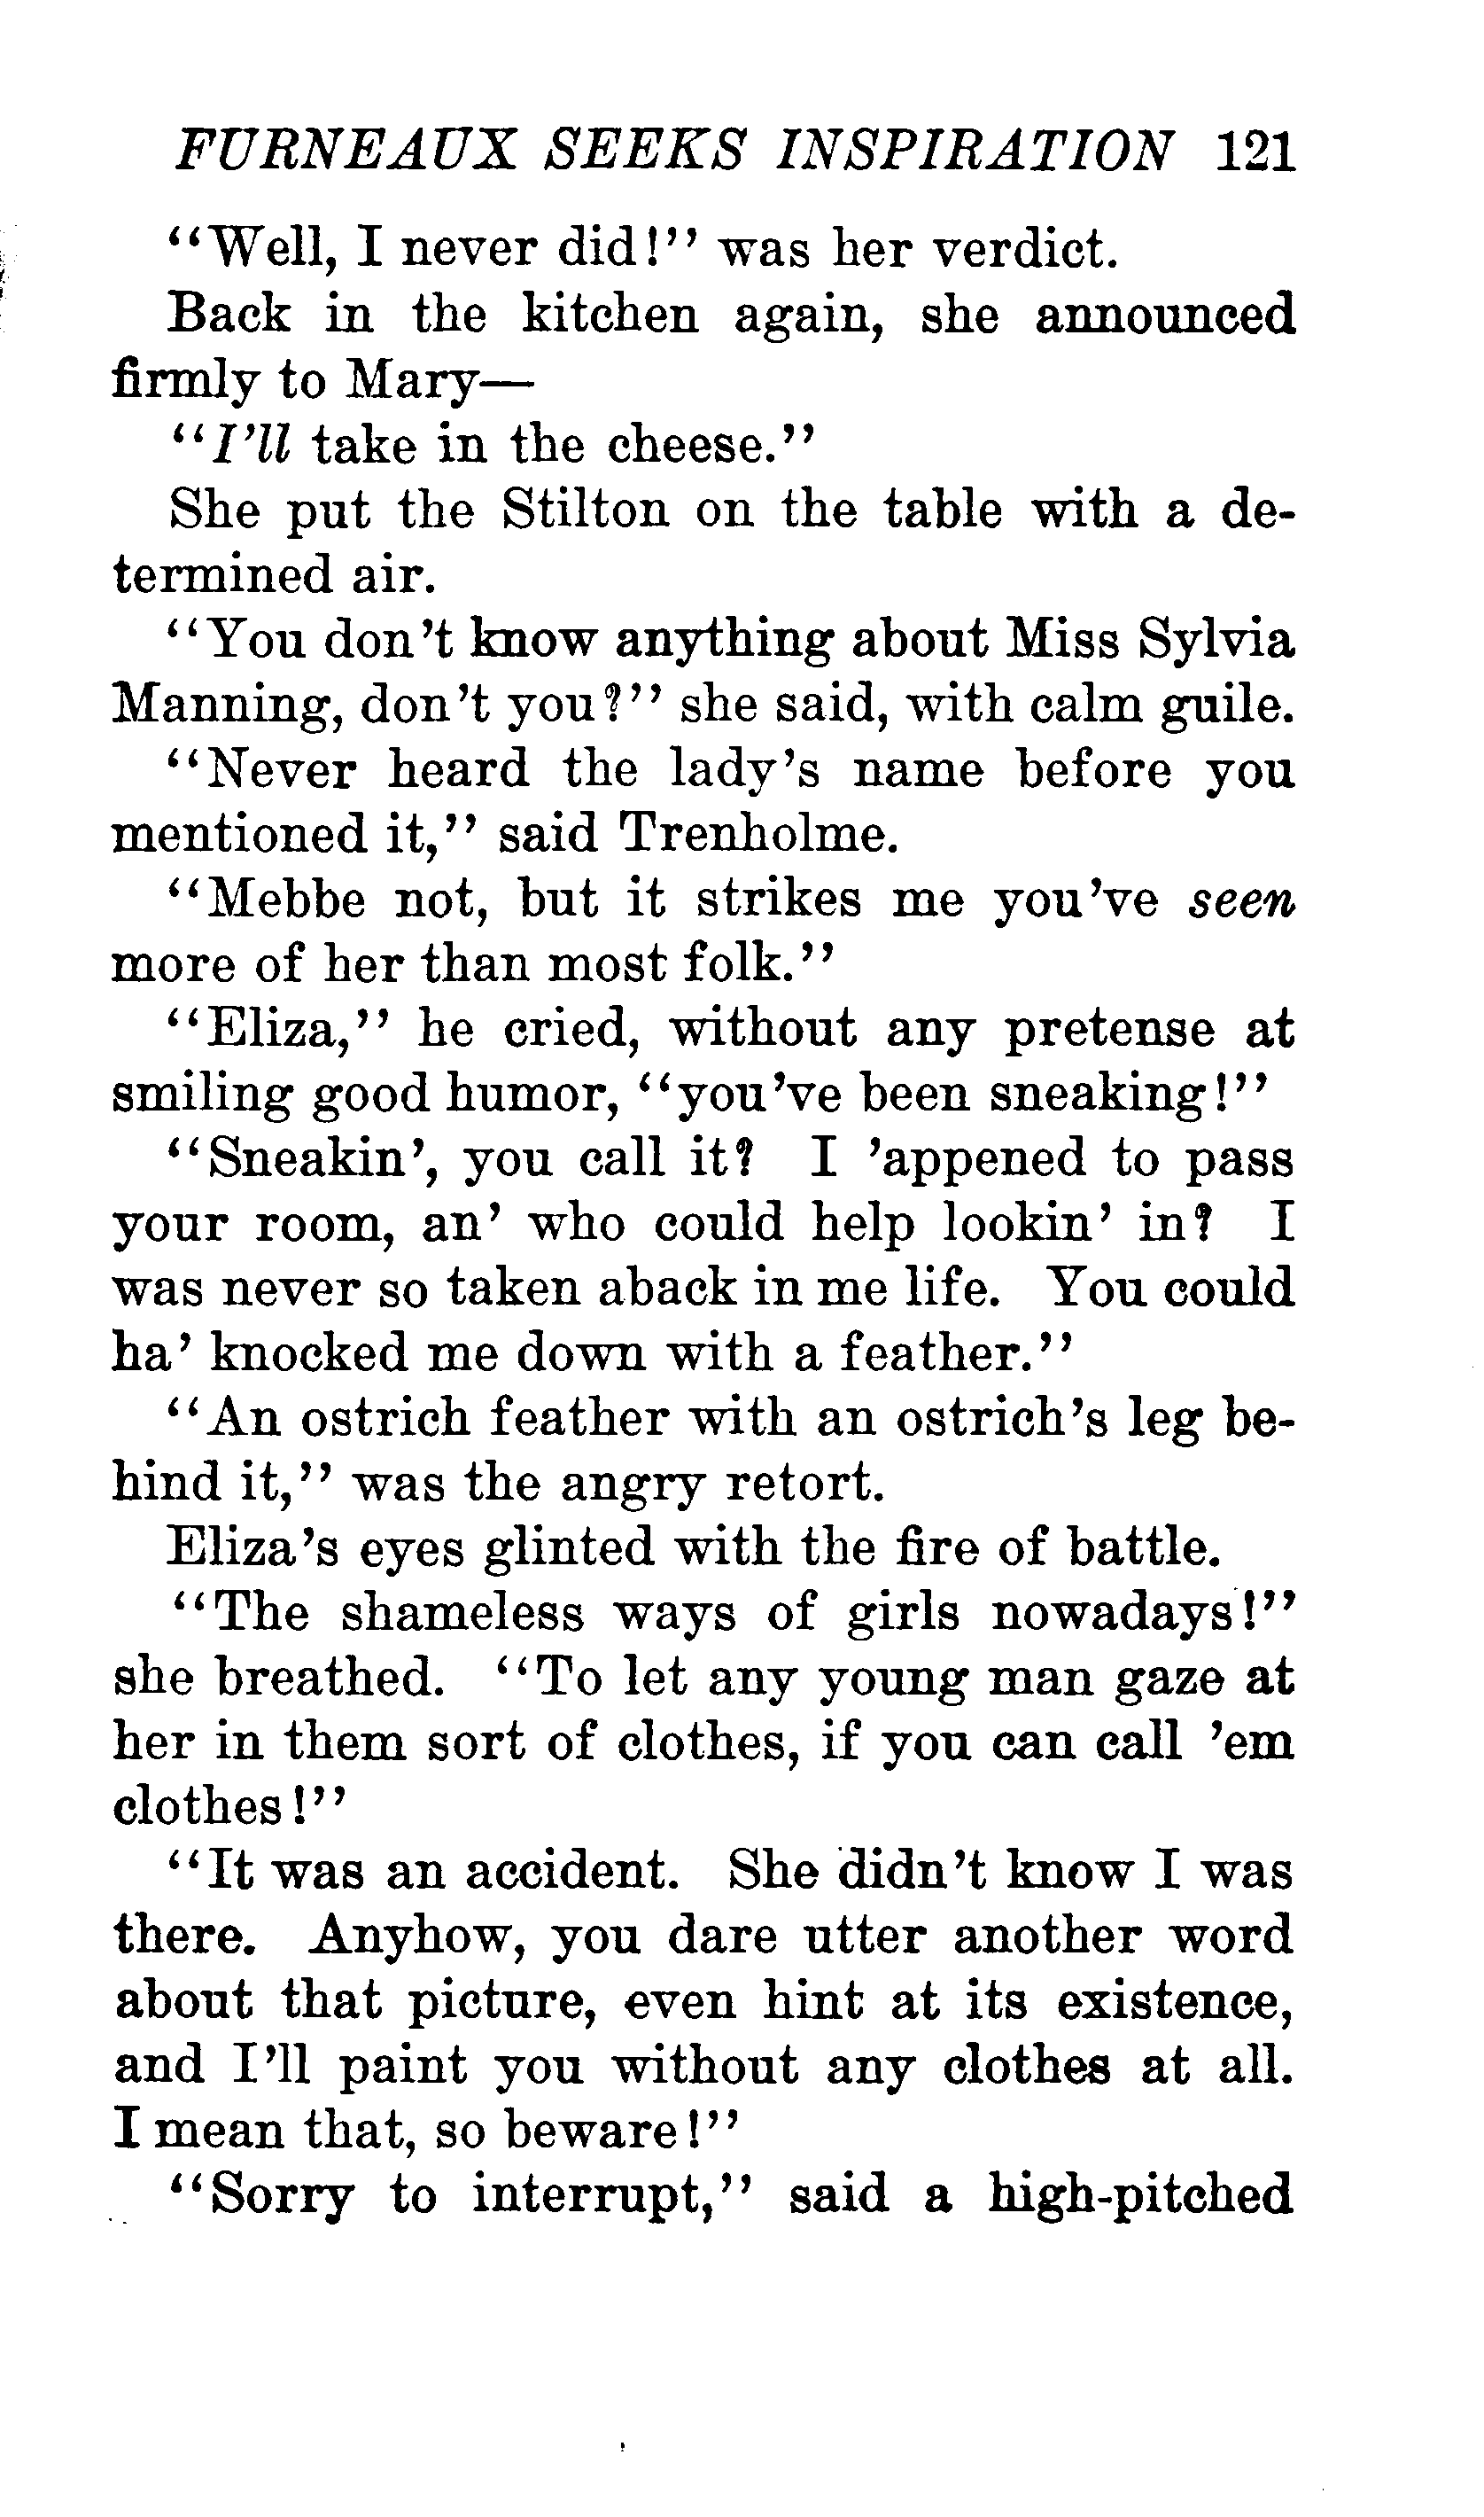 FURNEAUX SEEKS INSPIRATION 121
"Well, I never did!" was her verdict.
Back in the kitchen again, she announced
firmly to Mary—
"I'll take in the cheese."
She put the Stilton on the table with a de-
termined air.
"You don't know anything about Miss Sylvia
Manning, don't you?" she said, with calm guile.
"Never heard the lady's name before you
mentioned it," said Trenholme.
"Mebbe not, but it strikes me you've seen
more of her than most folk."
"Eliza," he cried, without any pretense at
smiling good humor, "you've been sneaking!"
"Sneakin', you call it? I 'appened to pass
your room, an' who could help lookin' in? I
was never so taken aback in me life. You could
ha' knocked me down with a feather."
"An ostrich feather with an ostrich's leg be-
hind it," was the angry retort.
Eliza's eyes glinted with the fire of battle.
"The shameless ways of girls nowadays!"
she breathed. "To let any young man gaze at
her in them sort of clothes, if you can call 'em
clothes!"
"It was an accident. She didn't know I was
there. Anyhow, you dare utter another word
about that picture, even hint at its existence,
and I'll paint you without any clothes at all.
I mean that, so beware!"
"Sorry to interrupt," said a high-pitched